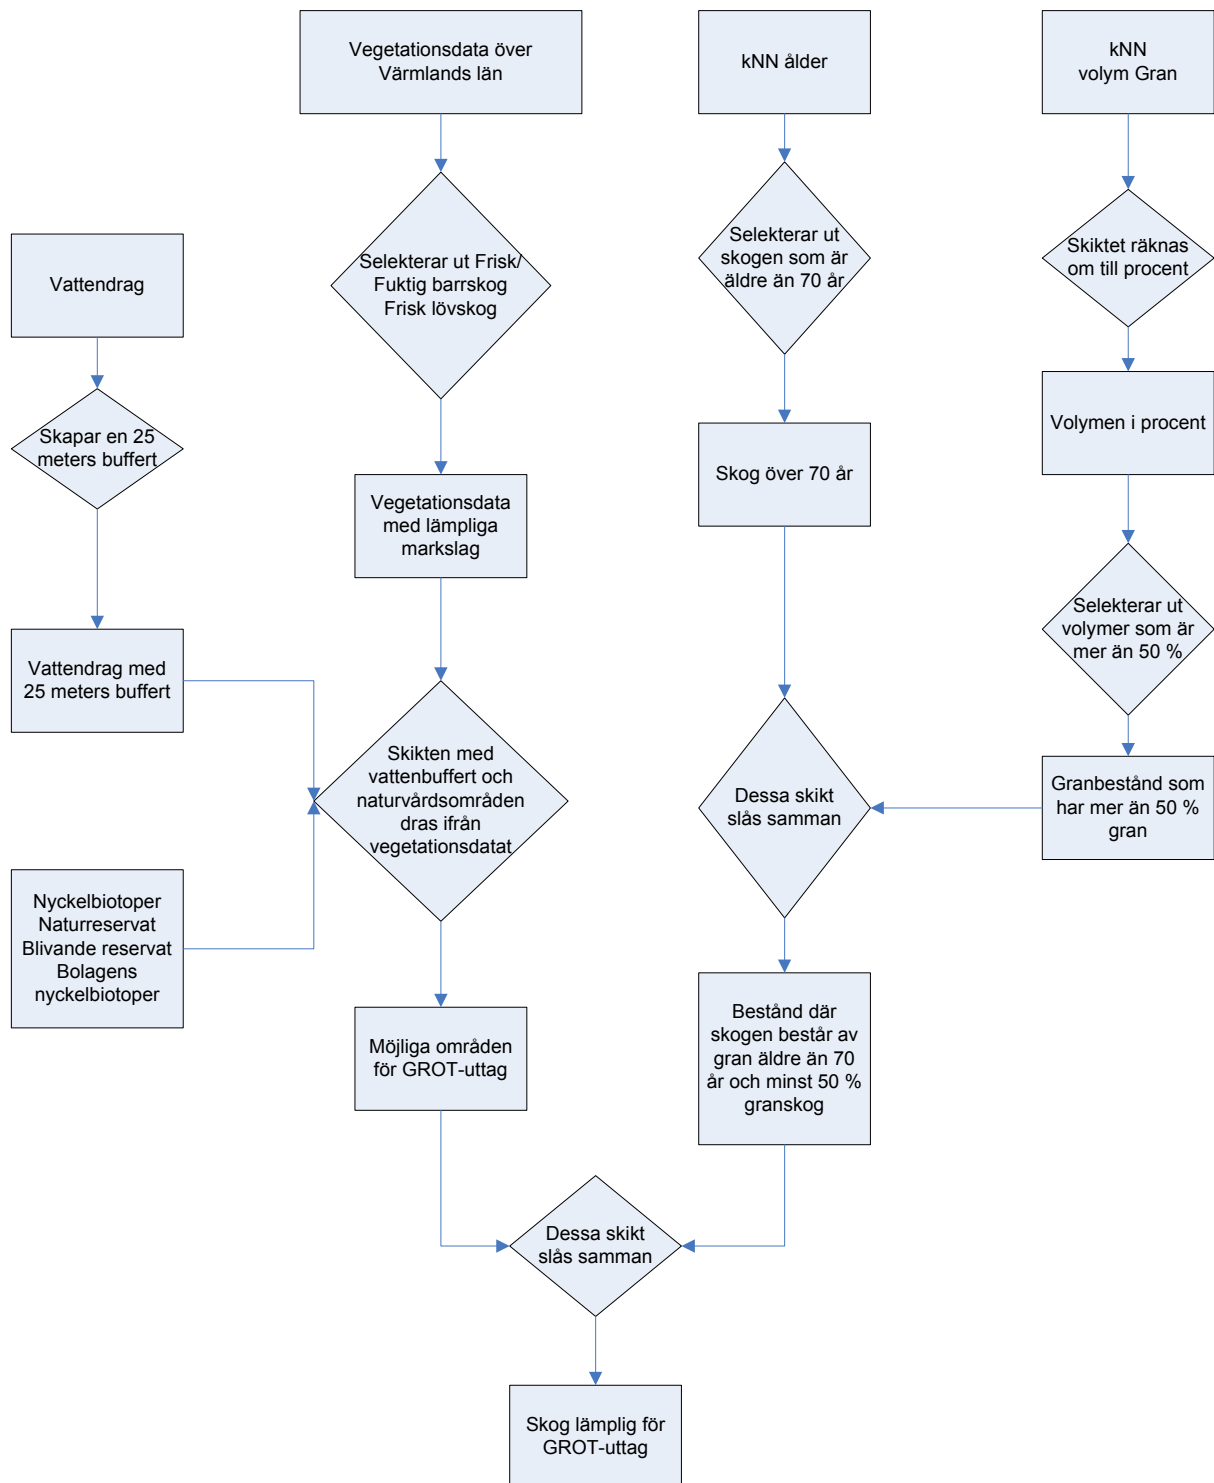 Vegetationsdata över
Värmlands län
kNN ålder
kNN
volym Gran
Vattendrag
Selekterar ut Frisk/
Fuktig barrskog
Frisk lövskog
Selekterar ut
skogen som är
äldre än 70 år
Skiktet räknas
om till procent
Skapar en 25
meters buffert
Volymen i procent
Skog över 70 år
Vegetationsdata
med lämpliga
markslag
Selekterar ut
volymer som är
mer än 50 %
Vattendrag med
25 meters buffert
Skikten med
vattenbuffert och
naturvårdsområden
dras ifrån
vegetationsdatat
Dessa skikt
slås samman
Granbestånd som
har mer än 50 %
gran
Nyckelbiotoper
Naturreservat
Blivande reservat
Bolagens
nyckelbiotoper
Möjliga områden
för GROT-uttag
Bestånd där
skogen består av
gran äldre än 70
år och minst 50 %
granskog
Dessa skikt
slås samman
Skog lämplig för
GROT-uttag